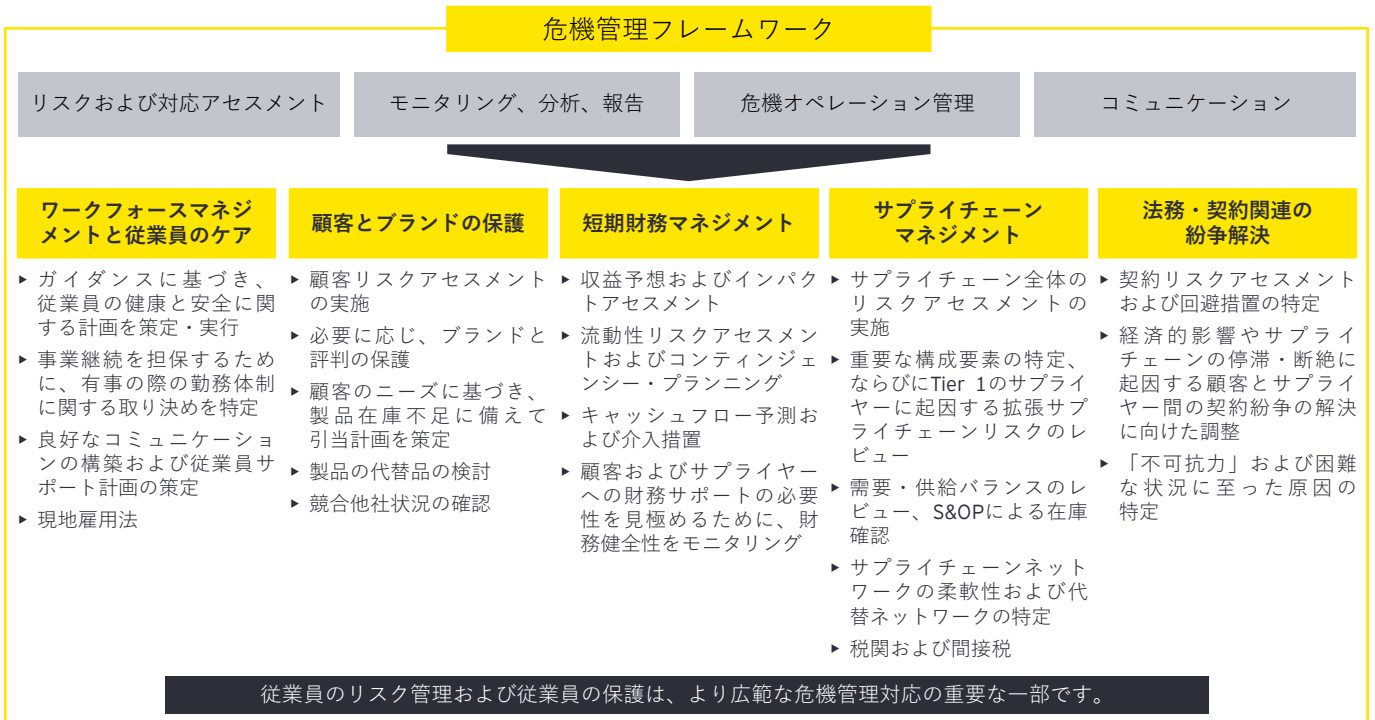 危機管理フレームワーク
リスクおよび対応アセスメント
モニタリング、分析、報告
危機オペレーション管理
コミュニケーション
ワークフォースマネジ
メントと従業員のケア
▸ ガイダンスに基づき、
従業員の健康と安全に関
する計画を策定・実行
▸ 事業継続を担保するため
に、有事の際の勤務体制
に関する取り決めを特定
▸ 良好なコミュニケーショ
ンの構築および従業員サ
ポート計画の策定
▸ 現地雇用法
顧客とブランドの保護
▸ 顧客リスクアセスメント
の実施
▸ 必要に応じ、ブランドと
評判の保護
▸ 顧客のニーズに基づき、
製品在庫不足に備えて
引当計画を策定
▸ 製品の代替品の検討
▸ 競合他社状況の確認
短期財務マネジメント
▸ 収益予想およびインパク
トアセスメント
▸ 流動性リスクアセスメン
トおよびコンティンジェ
ンシー・プランニング
▸ キャッシュフロー予測お
よび介入措置
▸ 顧客およびサプライヤー
への財務サポートの必要
性を見極めるために、財
務健全性をモニタリング
サプライチェーン
マネジメント
▸ サプライチェーン全体の
リスクアセスメントの
実施
▸ 重要な構成要素の特定、
ならびにTier 1のサプライ
ヤーに起因する拡張サプ
ライチェーンリスクのレ
ビュー
▸ 需要・供給バランスのレ
ビュー、S&OPによる在庫
確認
▸ サプライチェーンネット
ワークの柔軟性および代
替ネットワークの特定
▸ 税関および間接税
法務・契約関連の
紛争解決
▸ 契約リスクアセスメント
および回避措置の特定
▸ 経済的影響やサプライ
チェーンの停滞・断絶に
起因する顧客とサプライ
ヤー間の契約紛争の解決
に向けた調整
▸ 「不可抗力」および困難
な状況に至った原因の
特定
従業員のリスク管理および従業員の保護は、より広範な危機管理対応の重要な一部です。